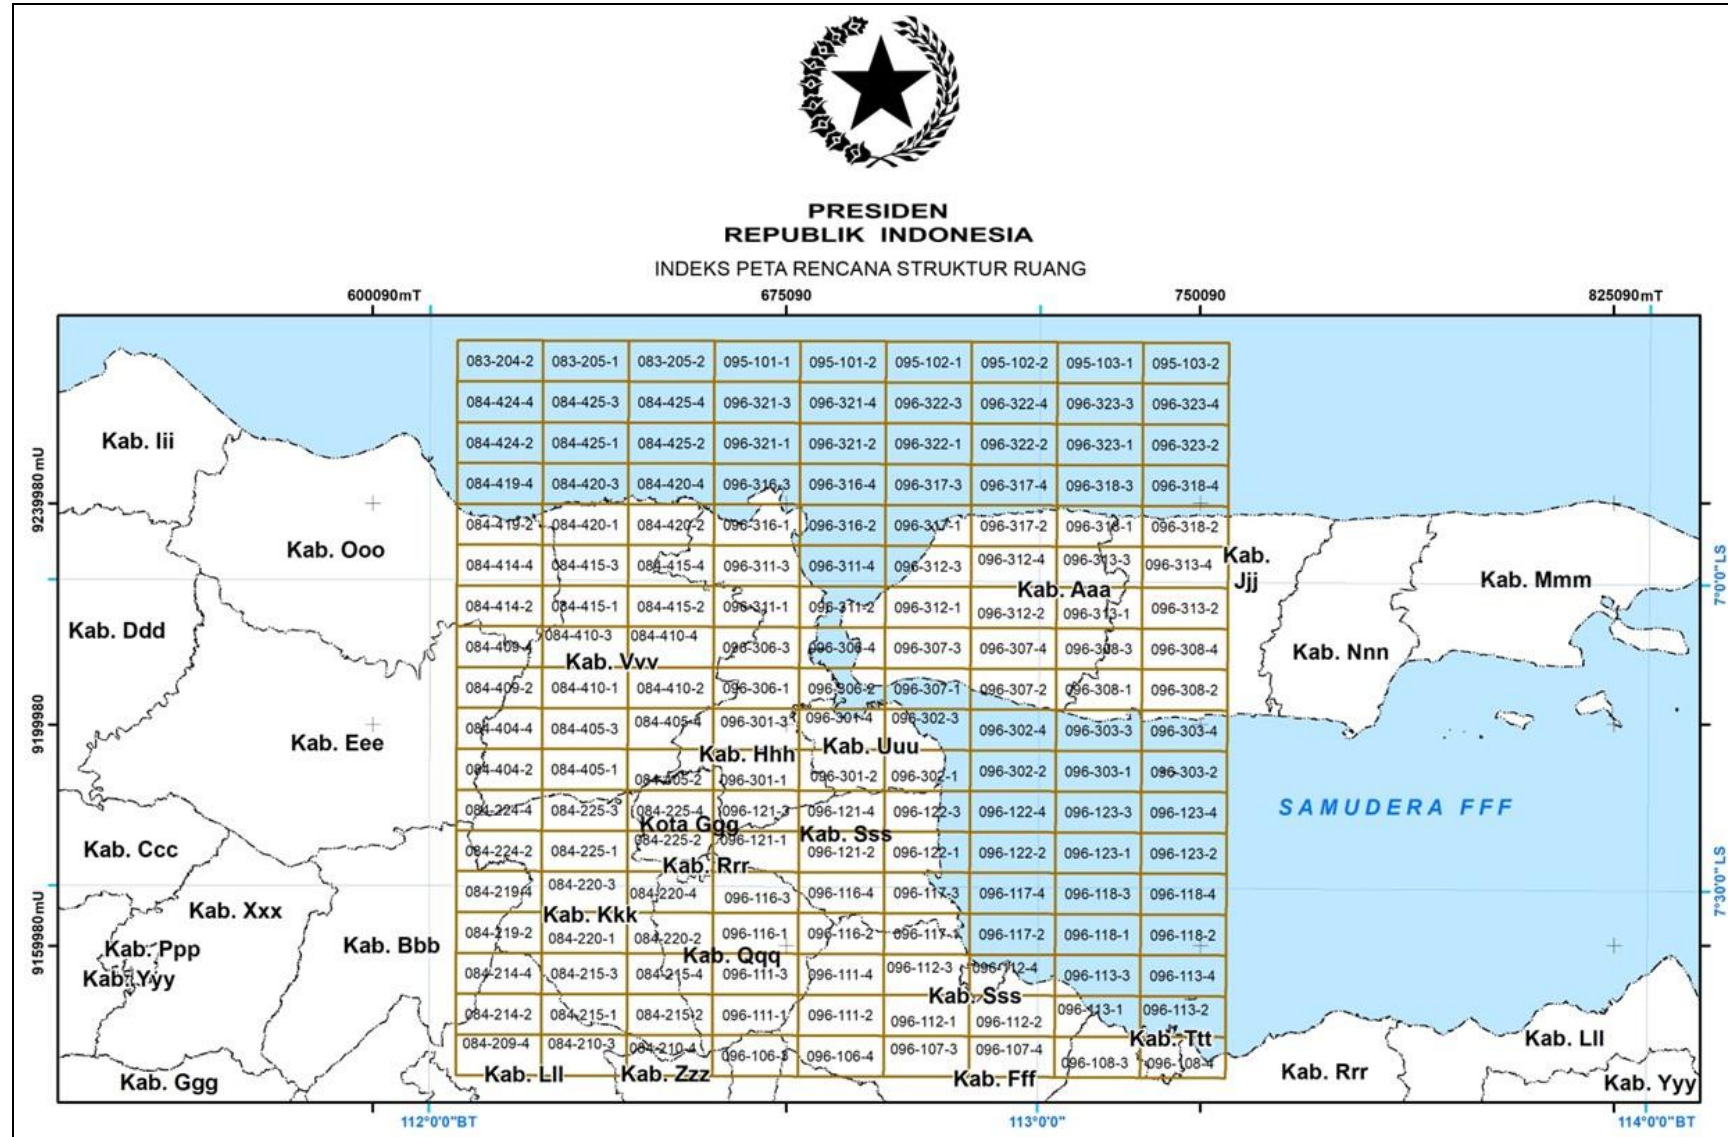 PRESIDEN
REPUBLIK INDONESIA
INDEKS PETA RENCANA STRUKTUR RUANG
600090mT 675090 750090 825090mT
083-204-2 083-205-1 083-205-2 095-101-1 095-101-2 095-102-1 095-102-2 095-103-1 095-103-2
084-424-4 084-425-3 084-425-4 096-321-3 096-321-4 096-322-3 096-322-4 096-323-3 096-323-4
Kab. Iii
084-424-2 084-425-1 084-425-2 096-321-1 096-321-2 096-322-1 096-322-2 096-323-1 096-323-2
9239980 mU
084-419-4 084-420-3 084-420-4 096-316-3 096-316-4 096-317-3 096-317-4 096-318-3 096-318-4
084-419-2 084-420-1 084-420-2 096-316-1 096-316-2 096-317-1 096-317-2 096-318-1 096-318-2
Kab. Ooo
084-414-4 084-415-3 084-415-4 096-311-3 096-311-4 096-312-3 096-312-4 096-313-3 096-313-4
Kab. Jjj
Kab. Mmm
Kab. Aaa
7°0'0"LS
084-414-2 084-415-1 084-415-2 096-311-1 096-311-2 096-312-1 096-312-2 096-313-1 096-313-2
Kab. Ddd
084-409-4 084-410-3 084-410-4 096-306-3 096-306-4 096-307-3 096-307-4 096-308-3 096-308-4
Kab. Vvv
Kab. Nnn
084-409-2 084-410-1 084-410-2 096-306-1 096-306-2 096-307-1 096-307-2 096-308-1 096-308-2
9199980
084-404-4 084-405-3 084-405-4 096-301-3 096-301-4 096-302-3 096-302-4 096-303-3 096-303-4
Kab. Eee
Kab. Hhh Kab. Uuu
084-404-2 084-405-1 084-405-2 096-301-1 096-301-2 096-302-1 096-302-2 096-303-1 096-303-2
SAMUDERA FFF
084-224-4 084-225-3 084-225-4 096-121-3 096-121-4 096-122-3 096-122-4 096-123-3 096-123-4
Kota Ggg Kab. Sss
Kab. Ccc
084-224-2 084-225-1 084-225-2 096-121-1 096-121-2 096-122-1 096-122-2 096-123-1 096-123-2
Kab. Rrr
7°30'0"LS
084-219-4 084-220-3 084-220-4 096-116-3 096-116-4 096-117-3 096-117-4 096-118-3 096-118-4
Kab. Xxx
Kab. Kkk
9159980 mU
084-219-2 084-220-1 084-220-2 096-116-1 096-116-2 096-117-1 096-117-2 096-118-1 096-118-2
Kab. Ppp
Kab. Bbb
Kab. Qqq
084-214-4 084-215-3 084-215-4 096-111-3 096-111-4 096-112-3 096-112-4 096-113-3 096-113-4
Kab. Yyy
Kab. Sss
084-214-2 084-215-1 084-215-2 096-111-1 096-111-2 096-112-1 096-112-2 096-113-1 096-113-2
Kab. Ttt
Kab. Lll
084-209-4 084-210-3 084-210-4 096-106-3 096-106-4 096-107-3 096-107-4 096-108-3 096-108-4
Kab. Ggg Kab. Lll Kab. Zzz Kab. Fff Kab. Rrr Kab. Yyy
112°0'0"BT 113°0'0" 114°0'0"BT